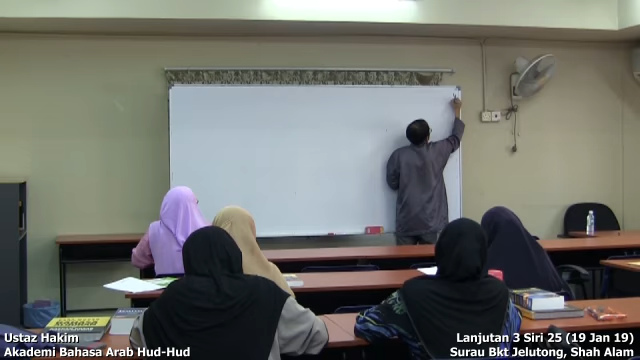 Ustaz Hakim
Akademi Bahasa Arab Hud-Hud
Lanjutan 3 Siri 25 (19 Jan 19)
Surau Bkt Jelutong, Shah Alam